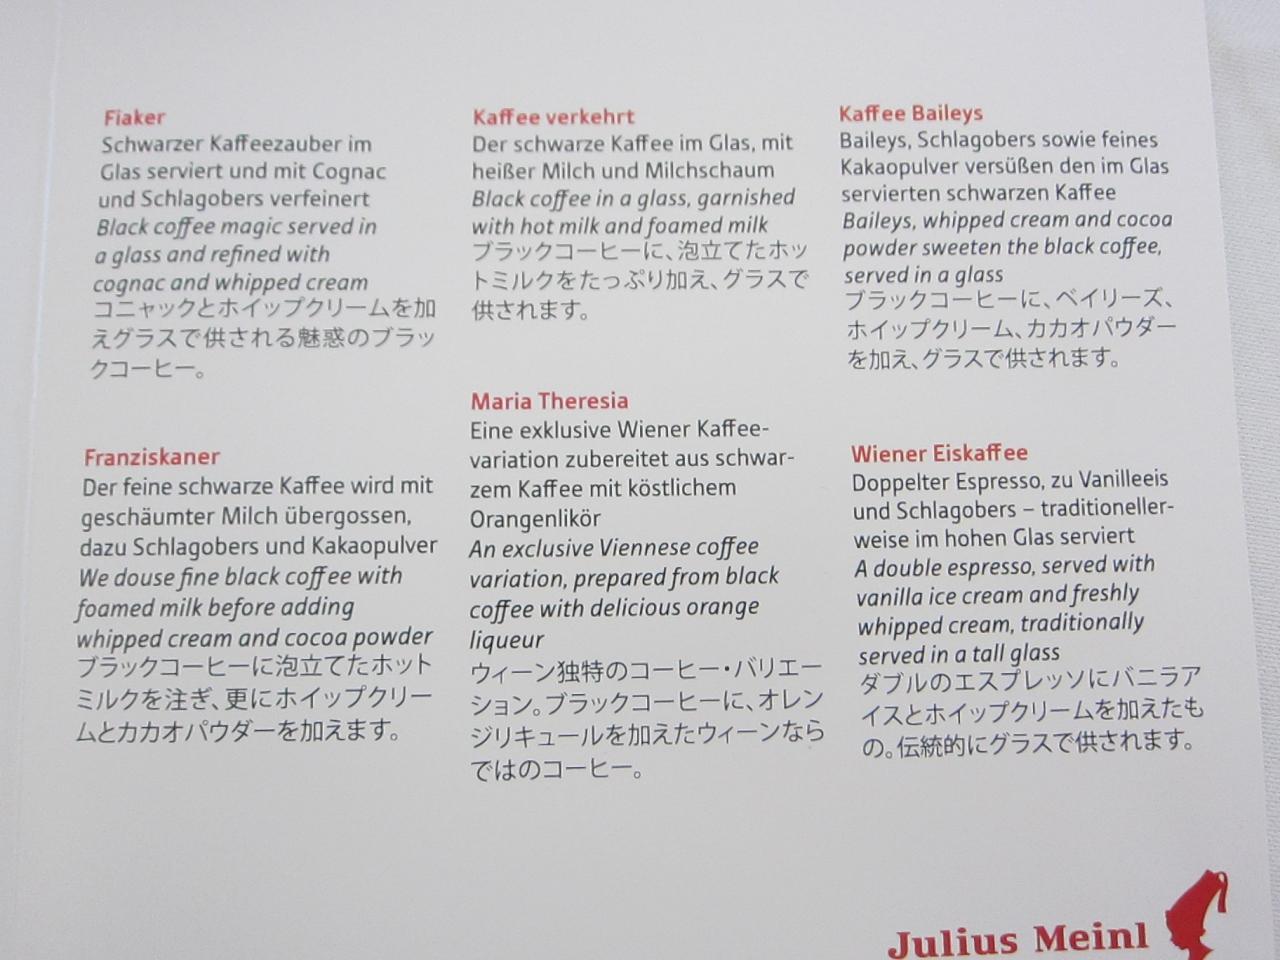 Fiaker
Schwarzer Kaffeezauber im
Glas serviert und mit Cognac
und Schlagobers verfeinert
Black coffee magic served in
a glass and refined with
cognac and whipped cream
コニャックとホイップクリームを加
えグラスで供される魅惑のブラッ
クコーヒー。
Franziskaner
Der feine schwarze Kaffee wird mit
geschäumter Milch übergossen,
dazu Schlagobers und Kakaopulver
We douse fine black coffee with
foamed milk before adding
whipped cream and cocoa powder
ブラックコーヒーに泡立てたホット
ミルクを注ぎ、更にホイップクリー
ムとカカオパウダーを加えます。
Kaffee verkehrt
Der schwarze Kaffee im Glas, mit
heißer Milch und Milchschaum
Black coffee in a glass, garnished
with hot milk and foamed milk
ブラックコーヒーに、泡立てたホッ
トミルクをたっぷり加え、グラスで
供されます。
Maria Theresia
Eine exklusive Wiener Kaffee-
variation zubereitet aus schwar-
zem Kaffee mit köstlichem
Orangenlikör
An exclusive Viennese coffee
variation, prepared from black
coffee with delicious orange
liqueur
ウィーン独特のコーヒー・バリエー
ション。ブラックコーヒーに、オレン
ジリキュールを加えたウィーンなら
ではのコーヒー。
Kaffee Baileys
Baileys, Schlagobers sowie feines
Kakaopulver versüßen den im Glas
servierten schwarzen Kaffee
Baileys, whipped cream and cocoa
powder sweeten the black coffee,
served in a glass
ブラックコーヒーに、ベイリーズ、
ホイップクリーム、カカオパウダー
を加え、グラスで供されます。
Wiener Eiskaffee
Doppelter Espresso, zu Vanilleeis
und Schlagobers – traditioneller-
weise im hohen Glas serviert
A double espresso, served with
vanilla ice cream and freshly
whipped cream, traditionally
served in a tall glass
ダブルのエスプレッソにバニラア
イスとホイップクリームを加えたも
の。伝統的にグラスで供されます。
Julius Meinl